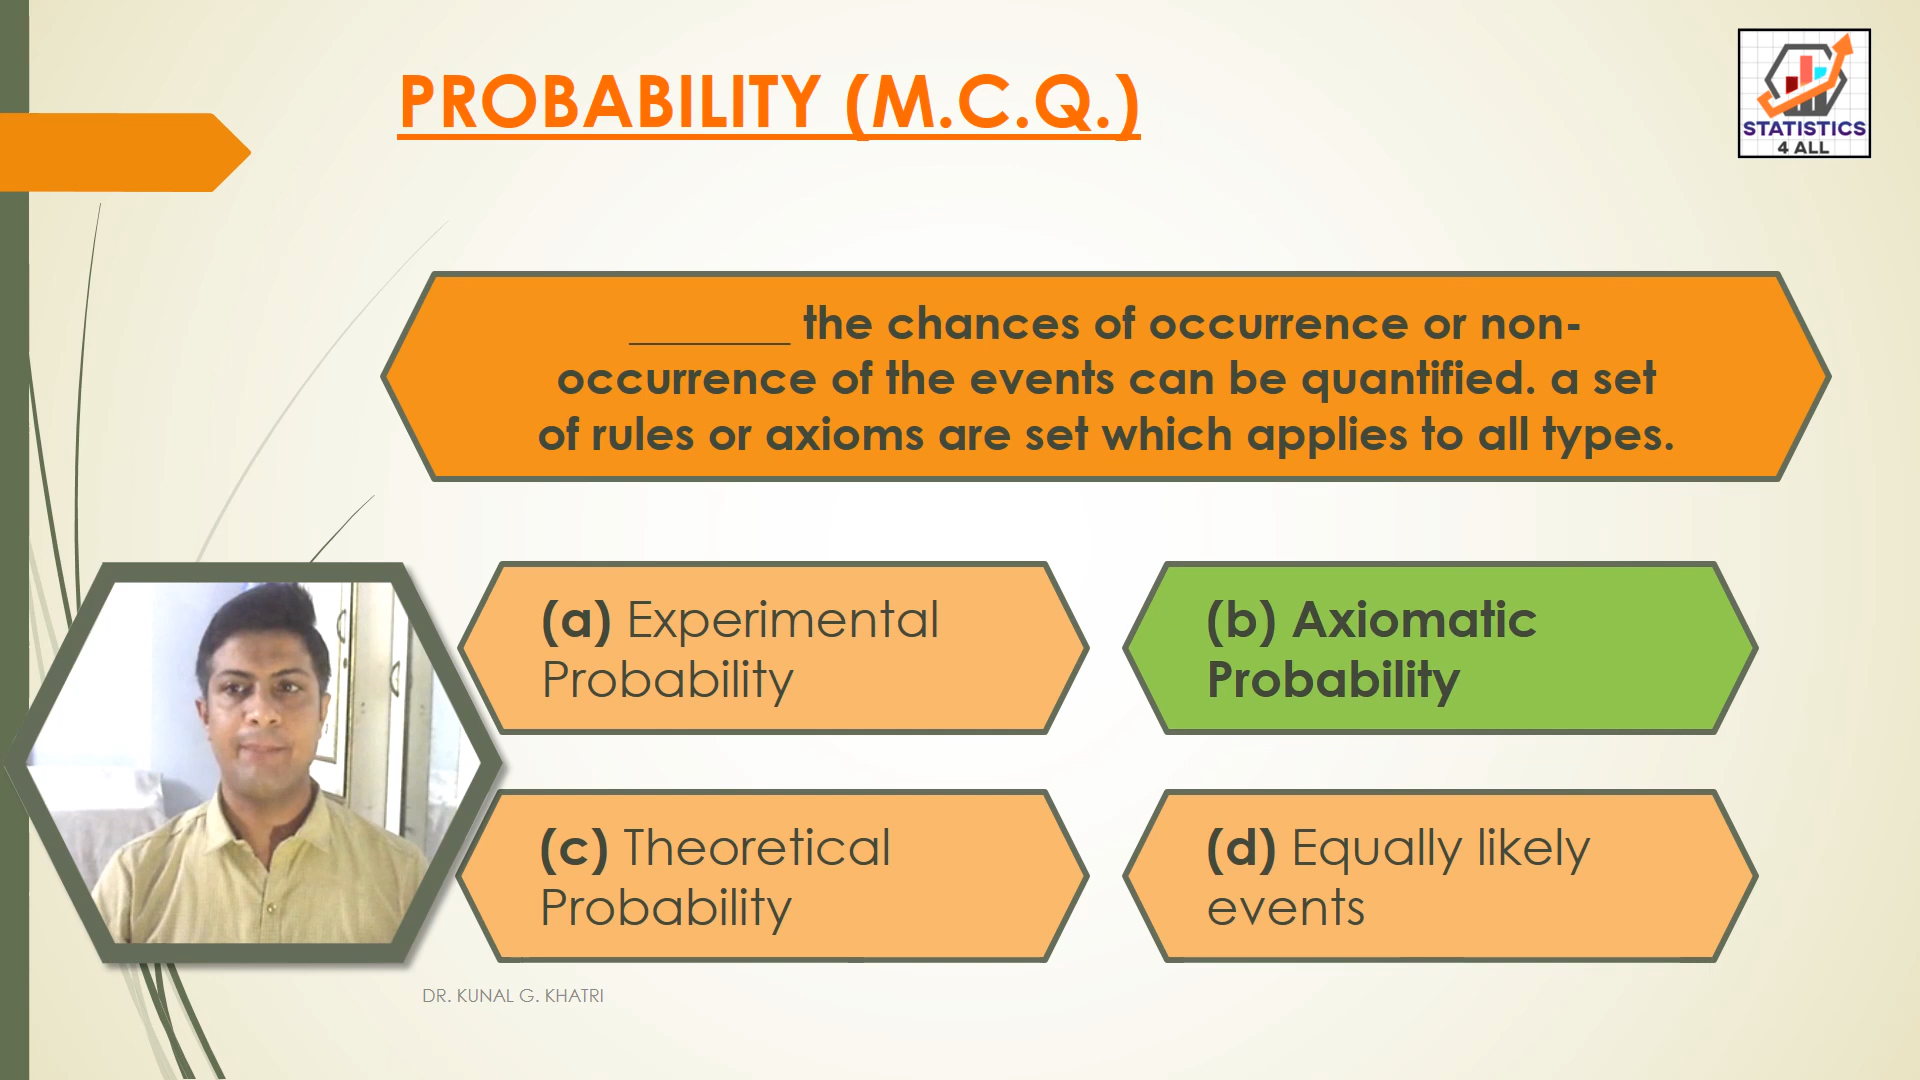 PROBABILITY (M.C.Q.)
STATISTICS
4 ALL
________ the chances of occurrence or non-
occurrence of the events can be quantified. a set
of rules or axioms are set which applies to all types.
(a) Experimental
Probability
(b) Axiomatic
Probability
(c) Theoretical
Probability
(d) Equally likely
events
DR. KUNAL G. KHATRI